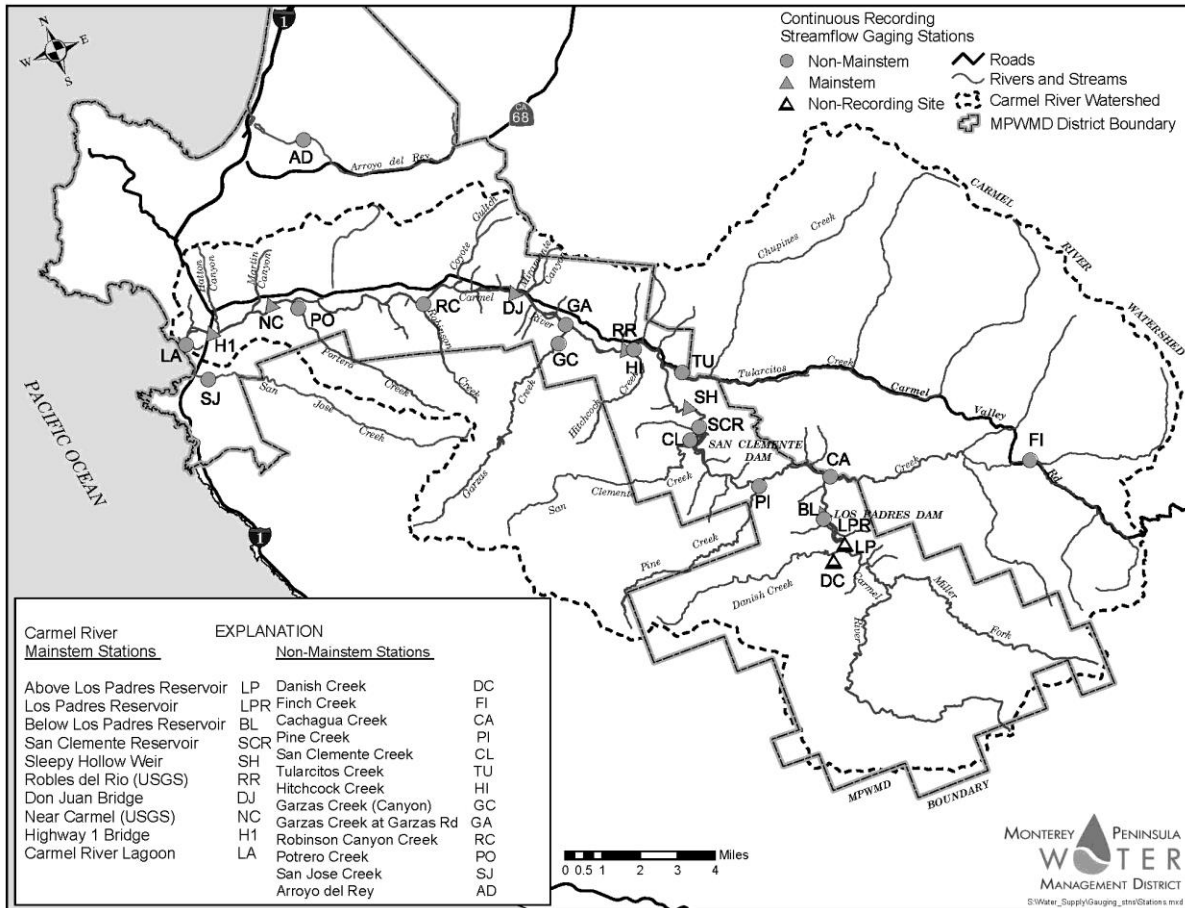 N
E
W
S
1
CA
68
Continuous Recording
Streamflow Gaging Stations
Non-Mainstem
Mainstem
Non-Recording Site
Roads
Rivers and Streams
Carmel River Watershed
MPWMD District Boundary
AD
Arroyo del Rey
CARMEL
RIVER
WATERSHED
Chupines Creek
Hatton
Canyon
Martin
Canyon
Coyote
Gulch
Miramonte
Canyon
Carmel
River
NC
PO
RC
DJ
GA
LA
H1
GC
RR
HI
TU
SJ
San
Jose
Creek
Portero
Creek
Robinson
Creek
Garzas
Creek
Hitchcock
Creek
Tularcitos
Creek
Carmel
Valley
Rd
SH
SCR
CL
SAN CLEMENTE
DAM
FI
CA
Creek
San
Clemente
Creek
PI
BL
LOS PADRES DAM
LPR
LP
DC
Pine
Creek
Danish Creek
Carmel
River
Miller
Fork
PACIFIC OCEAN
1
MPWMD
BOUNDARY
EXPLANATION
Carmel River
Mainstem Stations
Above Los Padres Reservoir LP
Los Padres Reservoir LPR
Below Los Padres Reservoir BL
San Clemente Reservoir SCR
Sleepy Hollow Weir SH
Robles del Rio (USGS) RR
Don Juan Bridge DJ
Near Carmel (USGS) NC
Highway 1 Bridge H1
Carmel River Lagoon LA
Non-Mainstem Stations
Danish Creek DC
Finch Creek FI
Cachagua Creek CA
Pine Creek PI
San Clemente Creek CL
Tularcitos Creek TU
Hitchcock Creek HI
Garzas Creek (Canyon) GC
Garzas Creek at Garzas Rd GA
Robinson Canyon Creek RC
Potrero Creek PO
San Jose Creek SJ
Arroyo del Rey AD
Miles
0 0.5 1 2 3 4
MONTEREY PENINSULA
WATER
MANAGEMENT DISTRICT
S:\Water_Supply\Gauging_stns\Stations.mxd